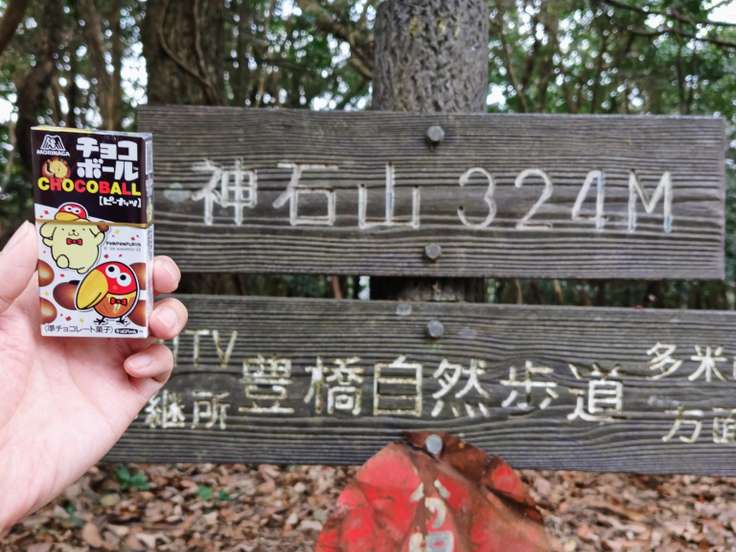 MORINAGA
チョコ
ボール
CHOCOBALL
【ピーナッツ】
POMPOMPURIN
〈準チョコレート菓子〉
神石山 324M
TV
継所
豊橋自然歩道
多米
方面